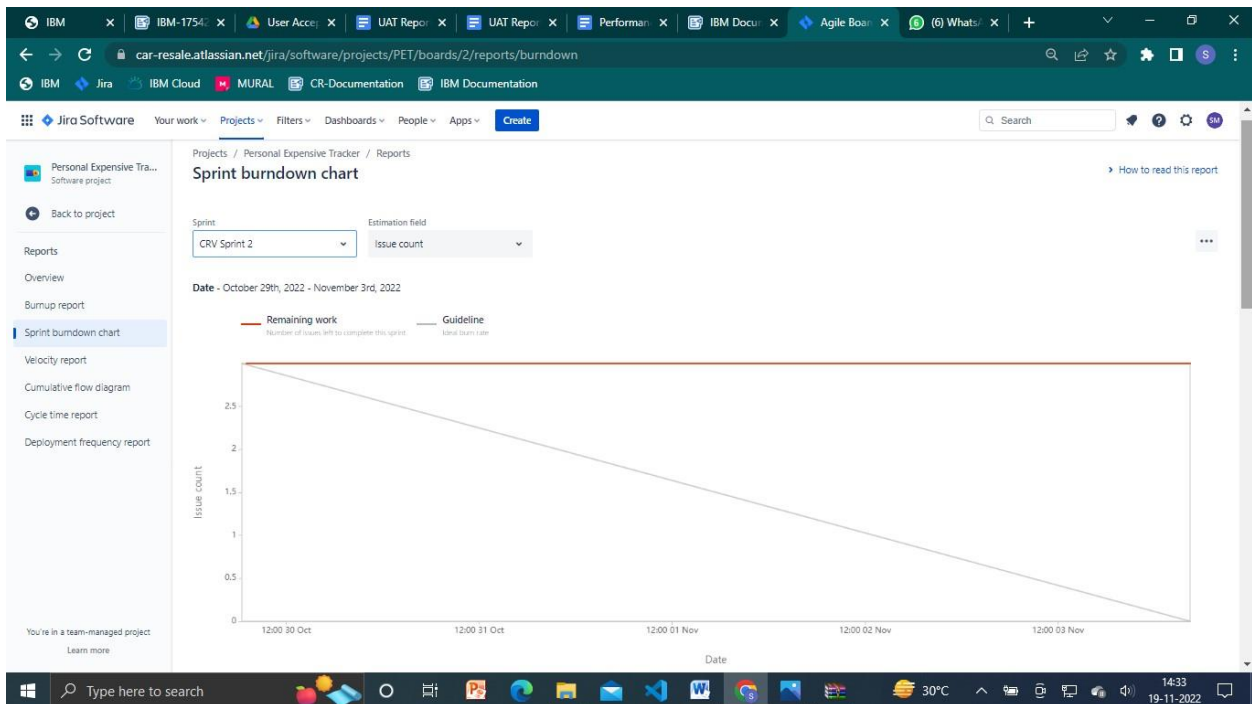 IBM
IBM-1754
User Accep
UAT Repor
UAT Repor
Performan
IBM Docum
Agile Boar
(6) WhatsA
car-resale.atlassian.net/jira/software/projects/PET/boards/2/reports/burndown
S
IBM
Jira
IBM Cloud
MURAL
CR-Documentation
IBM Documentation
Jira Software
Your work
Projects
Filters
Dashboards
People
Apps
Create
Search
SM
Personal Expensive Tra...
Software project
Back to project
Reports
Overview
Burnup report
Sprint burndown chart
Velocity report
Cumulative flow diagram
Cycle time report
Deployment frequency report
You're in a team-managed project
Learn more
Projects / Personal Expensive Tracker / Reports
Sprint burndown chart
How to read this report
Sprint
Estimation field
CRV Sprint 2
Issue count
Date - October 29th, 2022 - November 3rd, 2022
Remaining work
Number of issues left to complete this sprint
Guideline
Ideal burn rate
2.5
2
1.5
1
0.5
0
Issue count
12:00 30 Oct
12:00 31 Oct
12:00 01 Nov
12:00 02 Nov
12:00 03 Nov
Date
Type here to search
30°C
14:33
19-11-2022